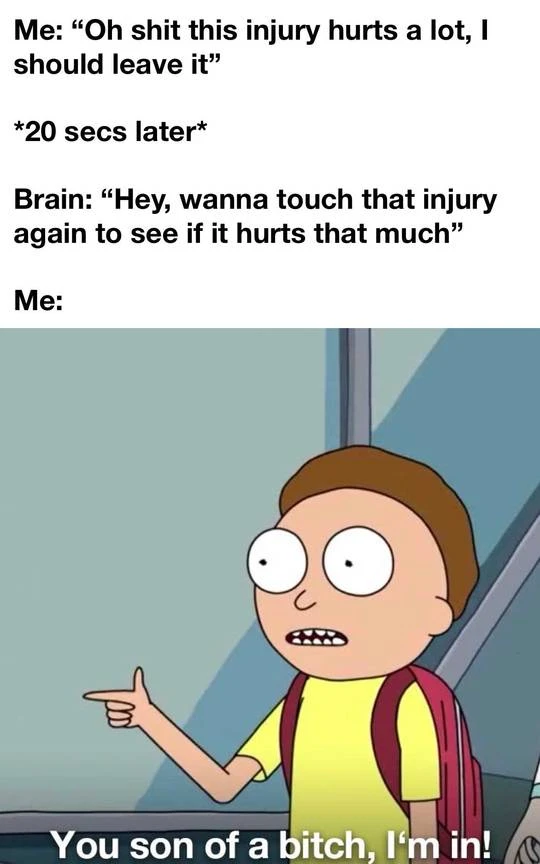 Me: “Oh shit this injury hurts a lot, I
should leave it”
*20 secs later*
Brain: “Hey, wanna touch that injury
again to see if it hurts that much”
Me:
You son of a bitch, I‘m in!